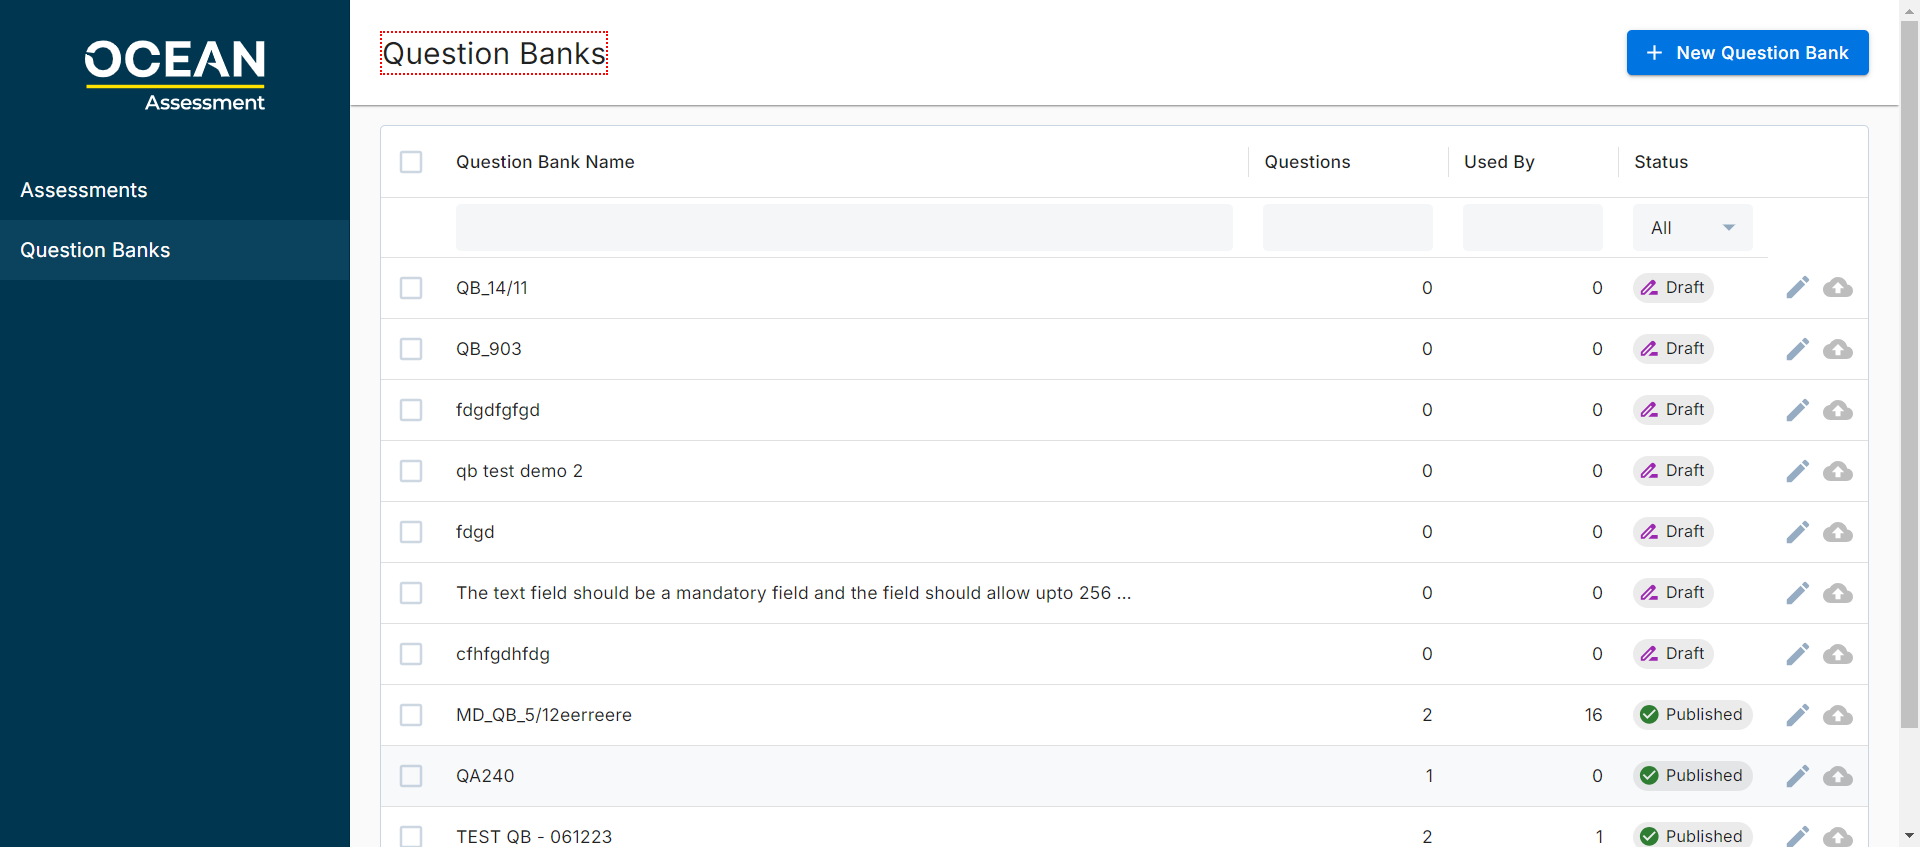 OCEAN
Assessment
Assessments
Question Banks
Question Banks
+ New Question Bank
Question Bank Name Questions Used By Status
All
QB_14/11 0 0 Draft
QB_903 0 0 Draft
fdgdfgfgd 0 0 Draft
qb test demo 2 0 0 Draft
fdgd 0 0 Draft
The text field should be a mandatory field and the field should allow upto 256 ... 0 0 Draft
cfhfgdhfdg 0 0 Draft
MD_QB_5/12eerreere 2 16 Published
QA240 1 0 Published
TEST QB - 061223 2 1 Published